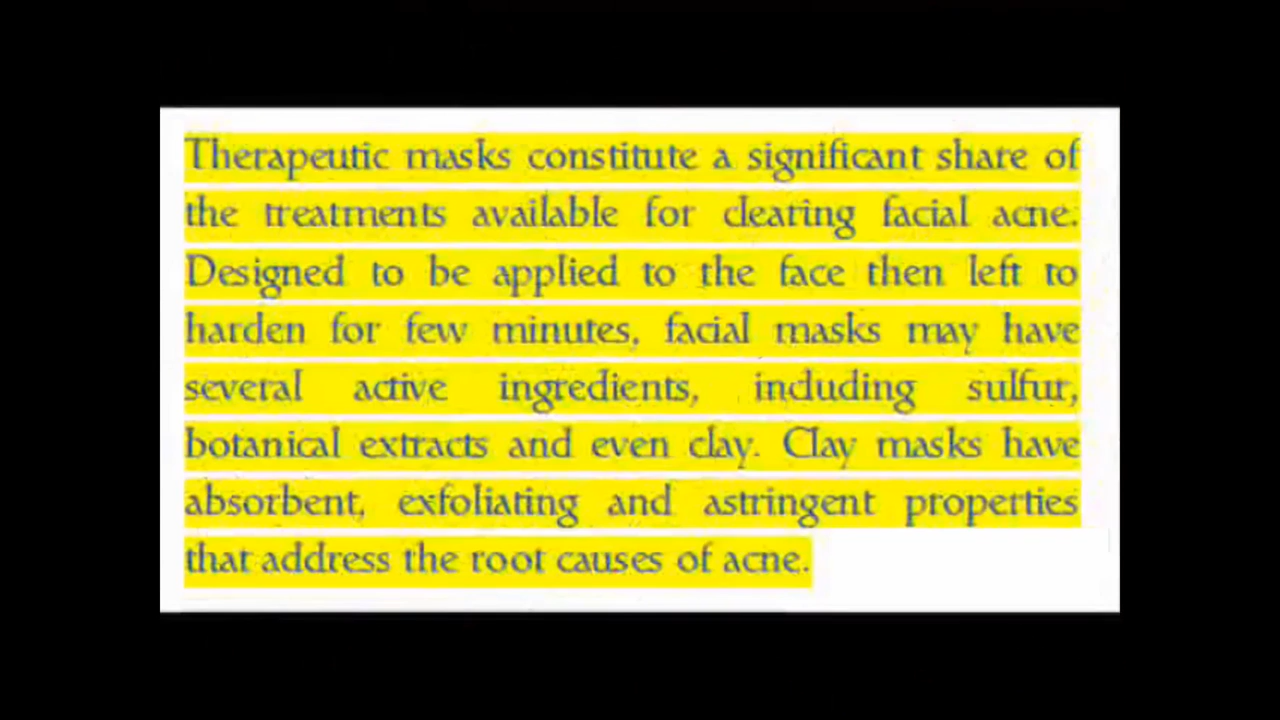 Therapeutic masks constitute a significant share of
the treatments available for clearing facial acne.
Designed to be applied to the face then left to
harden for few minutes, facial masks may have
several active ingredients, including sulfur,
botanical extracts and even clay. Clay masks have
absorbent, exfoliating and astringent properties
that address the root causes of acne.